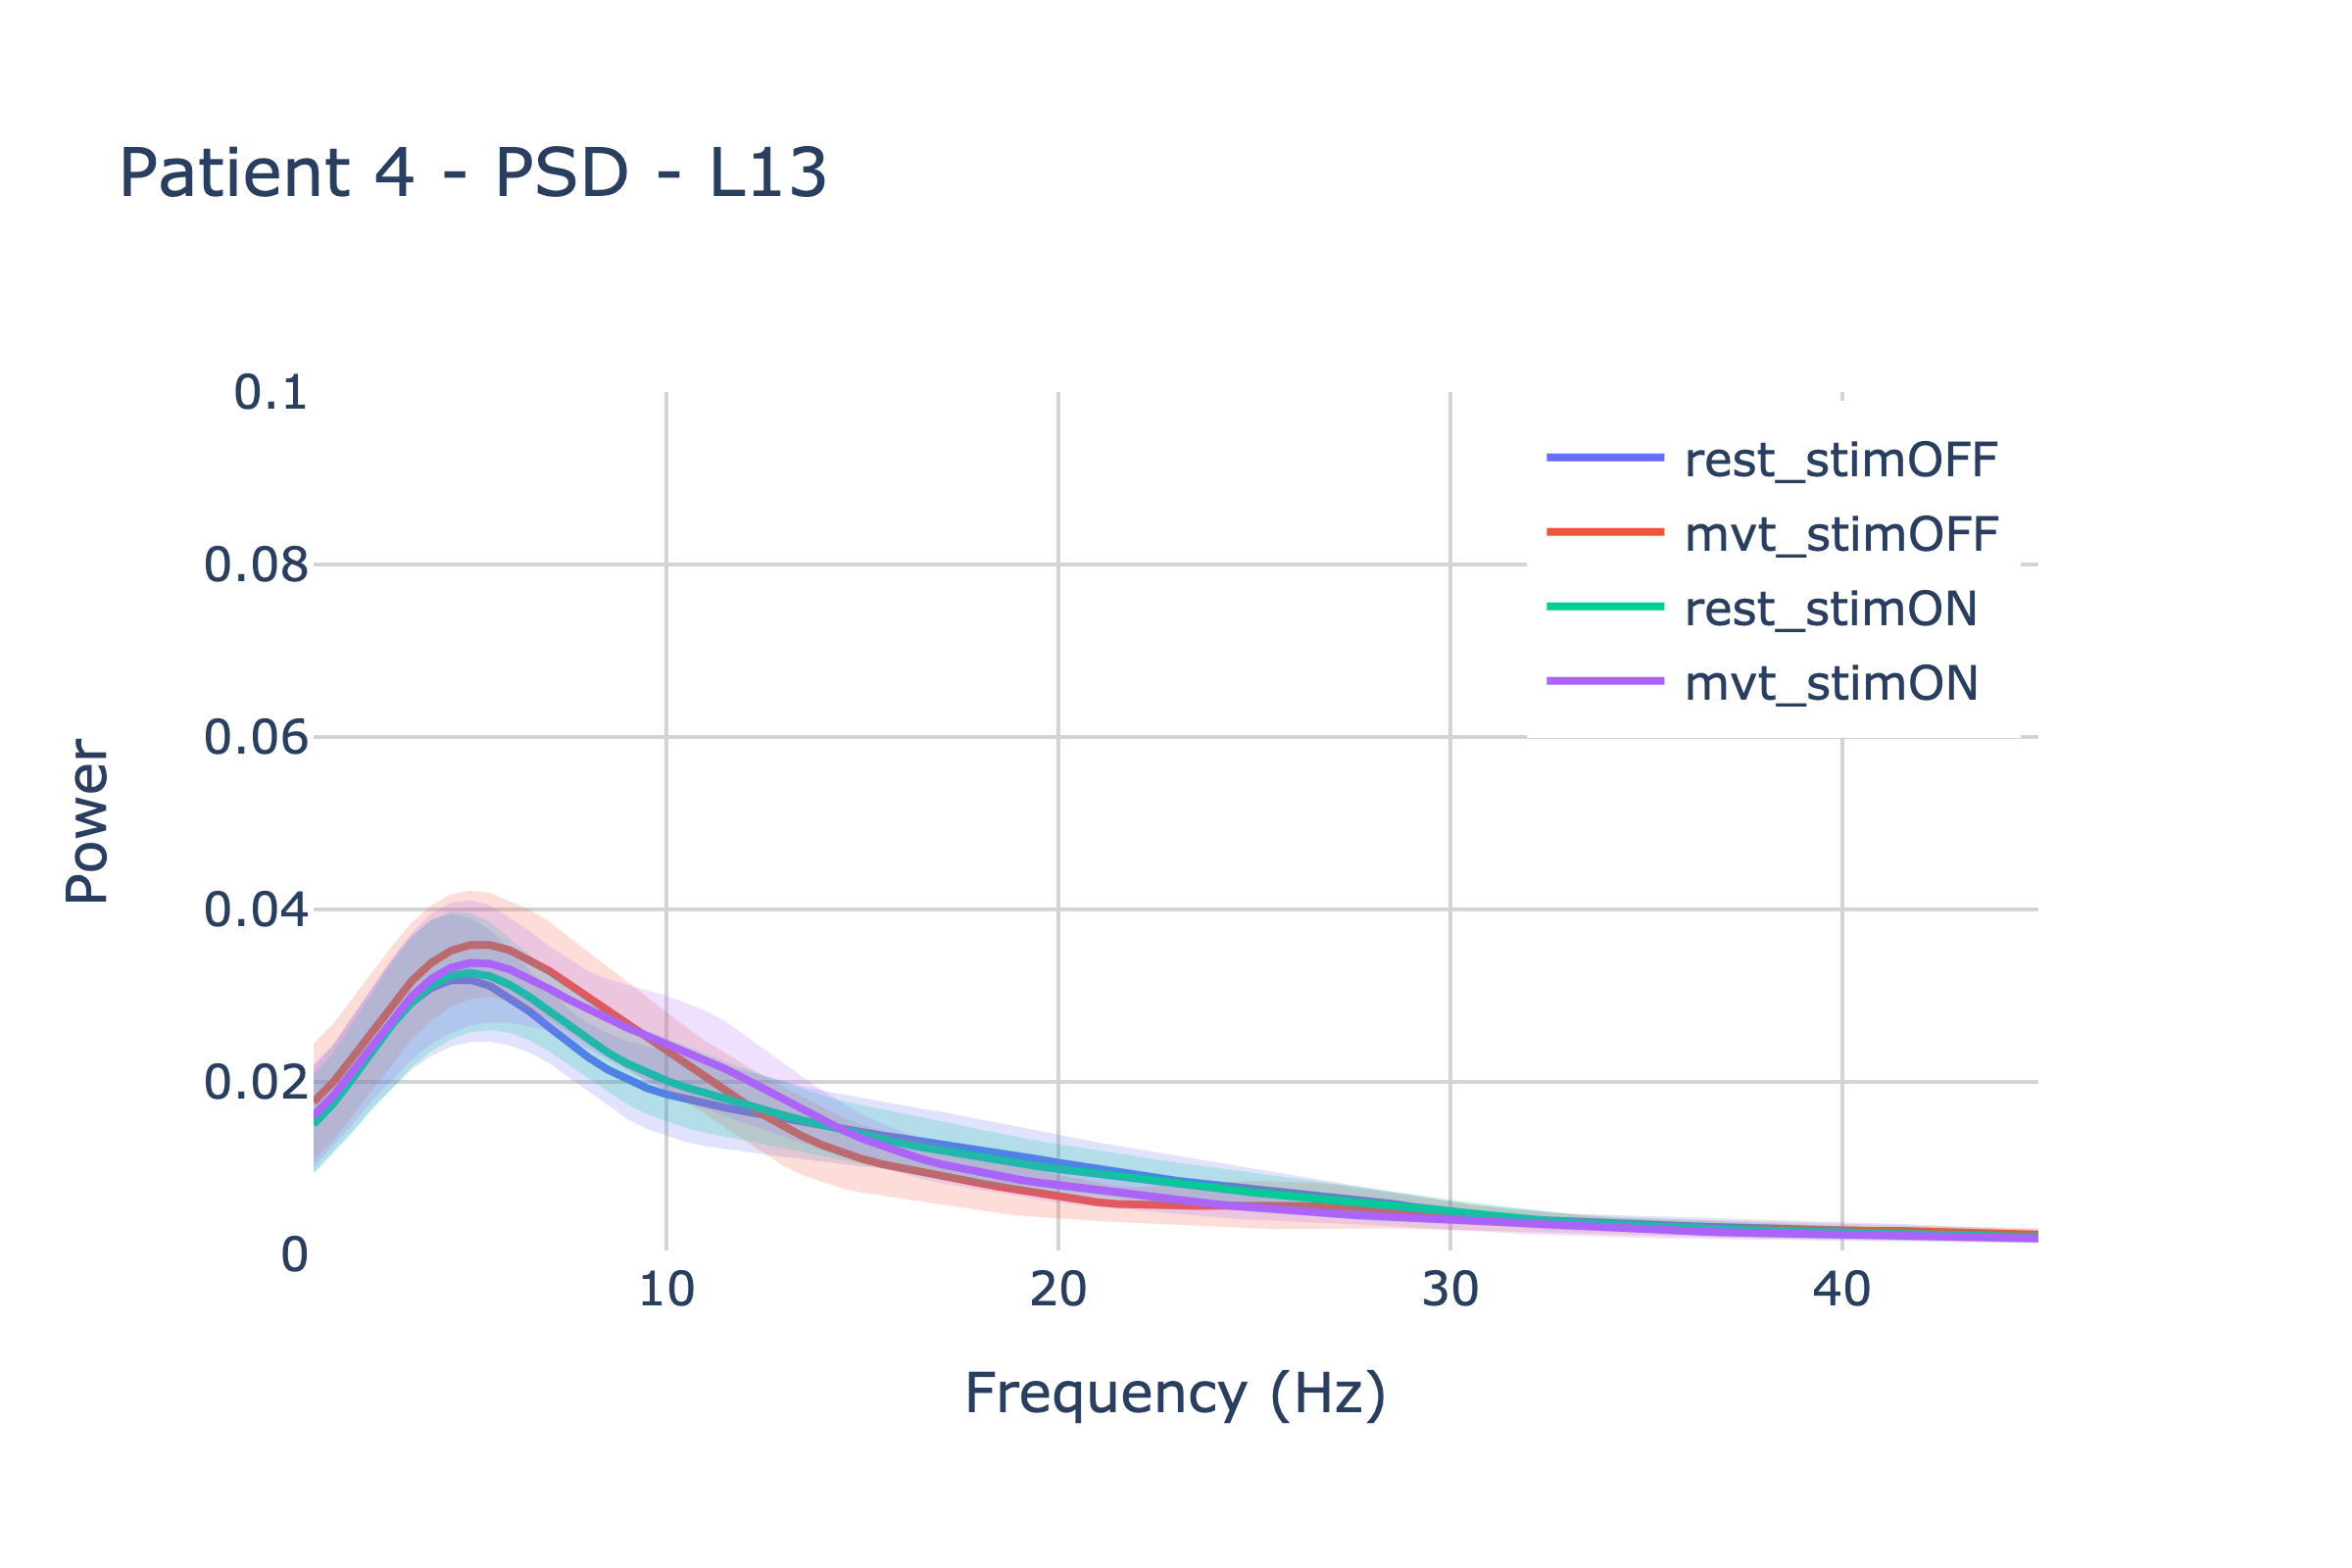 Patient 4 - PSD - L13
0.1
0.08
0.06
0.04
0.02
0
Power
rest_stimOFF
mvt_stimOFF
rest_stimON
mvt_stimON
10 20 30 40
Frequency (Hz)